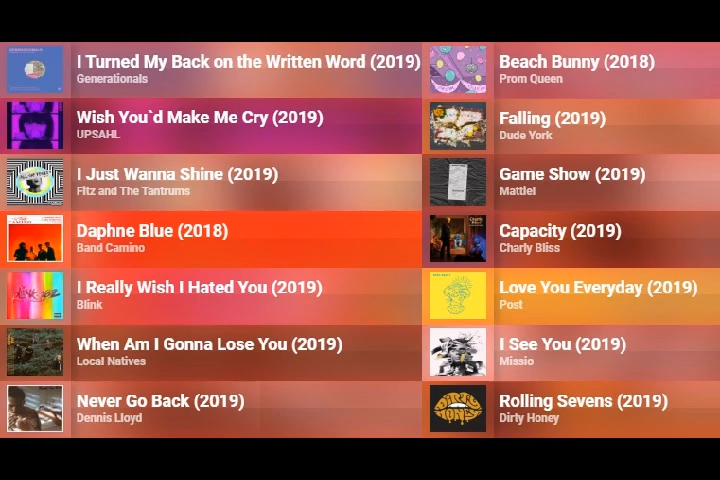 I Turned My Back on the Written Word (2019)
Generationals
Wish You`d Make Me Cry (2019)
UPSAHL
I Just Wanna Shine (2019)
Fitz and The Tantrums
Daphne Blue (2018)
Band Camino
I Really Wish I Hated You (2019)
Blink
When Am I Gonna Lose You (2019)
Local Natives
Never Go Back (2019)
Dennis Lloyd
Beach Bunny (2018)
Prom Queen
Falling (2019)
Dude York
Game Show (2019)
Mattiel
Capacity (2019)
Charly Bliss
Love You Everyday (2019)
Post
I See You (2019)
Missio
Rolling Sevens (2019)
Dirty Honey